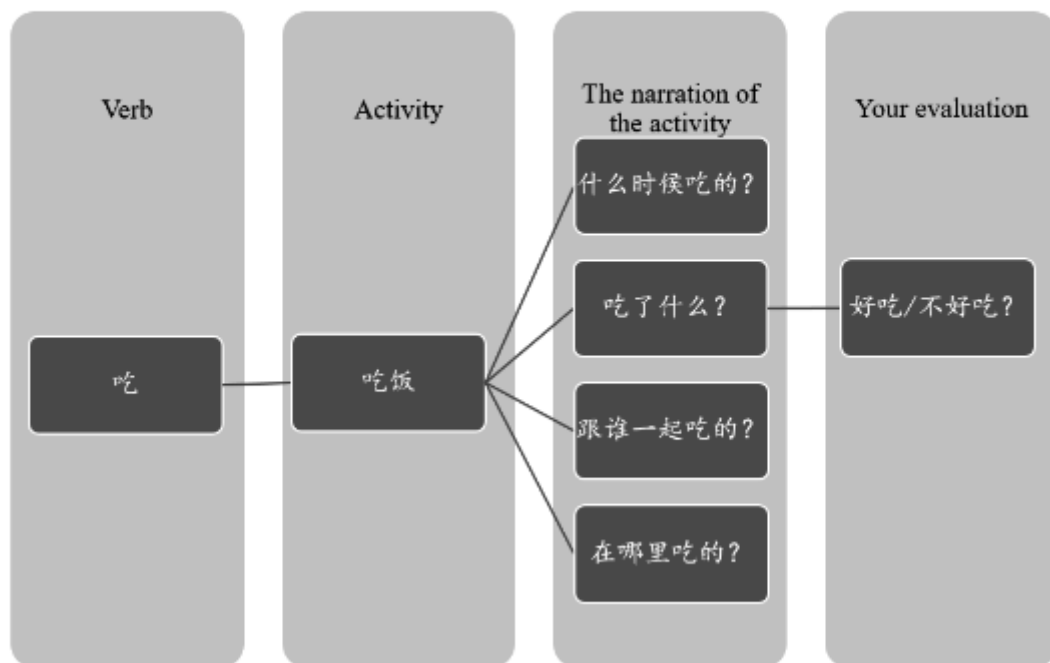 Verb
Activity
The narration of
the activity
Your evaluation
吃
吃饭
什么时候吃的？
吃了什么？
跟谁一起吃的？
在哪里吃的？
好吃/不好吃？